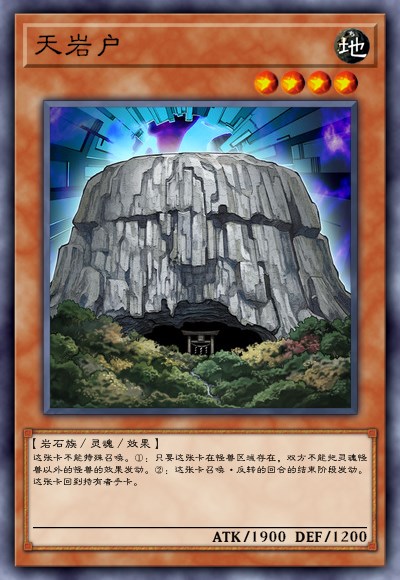 天岩户
地
【岩石族／灵魂／效果】
这张卡不能特殊召唤。①：只要这张卡在怪兽区域存在，双方不能把灵魂怪
兽以外的怪兽的效果发动。②：这张卡召唤·反转的回合的结束阶段发动。
这张卡回到持有者手卡。
ATK/1900 DEF/1200